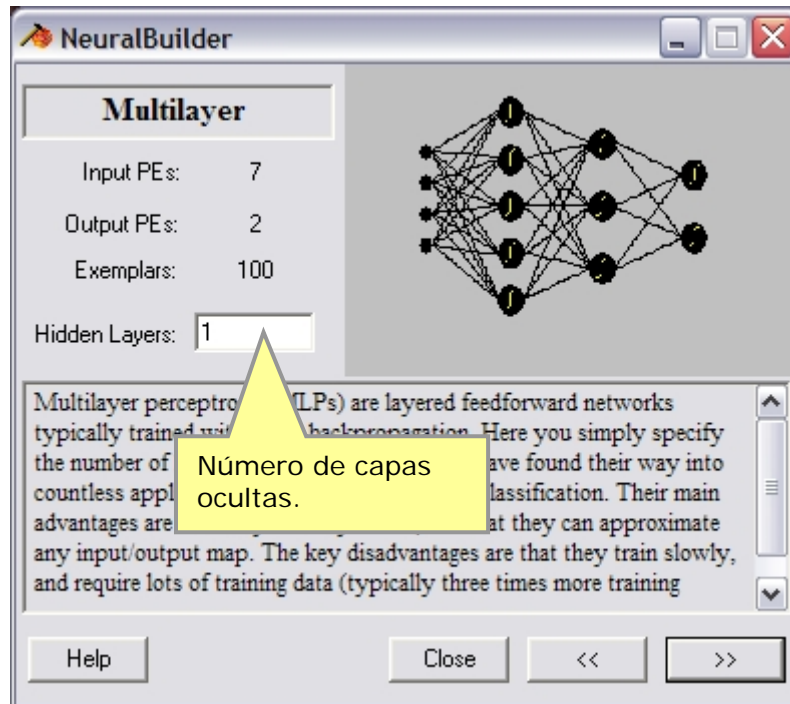 NeuralBuilder
Multilayer
Input PEs: 7
Output PEs: 2
Exemplars: 100
Hidden Layers: 1
Multilayer perceptro LPs) are layered feedforward networks
typically trained backpropagation. Here you simply specify
the number of ave found their way into
countless appl lassification. Their main
advantages are at they can approximate
any input/output map. The key disadvantages are that they train slowly,
and require lots of training data (typically three times more training
Número de capas
ocultas.
Help
Close
<<
>>